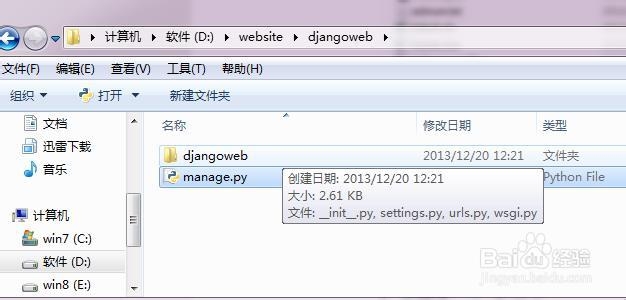 计算机 ▸ 软件 (D:) ▸ website ▸ djangoweb ▸
文件(F) 编辑(E) 查看(V) 工具(T) 帮助(H)
组织 打开 新建文件夹
名称 修改日期 类型
文档
迅雷下载
音乐
计算机
win7 (C:)
软件 (D:)
win8 (E:)
djangoweb 2013/12/20 12:21 文件夹
manage.py Python File
创建日期: 2013/12/20 12:21
大小: 2.61 KB
文件: __init__.py, settings.py, urls.py, wsgi.py
Baidu 经验
jingyan.baidu.com